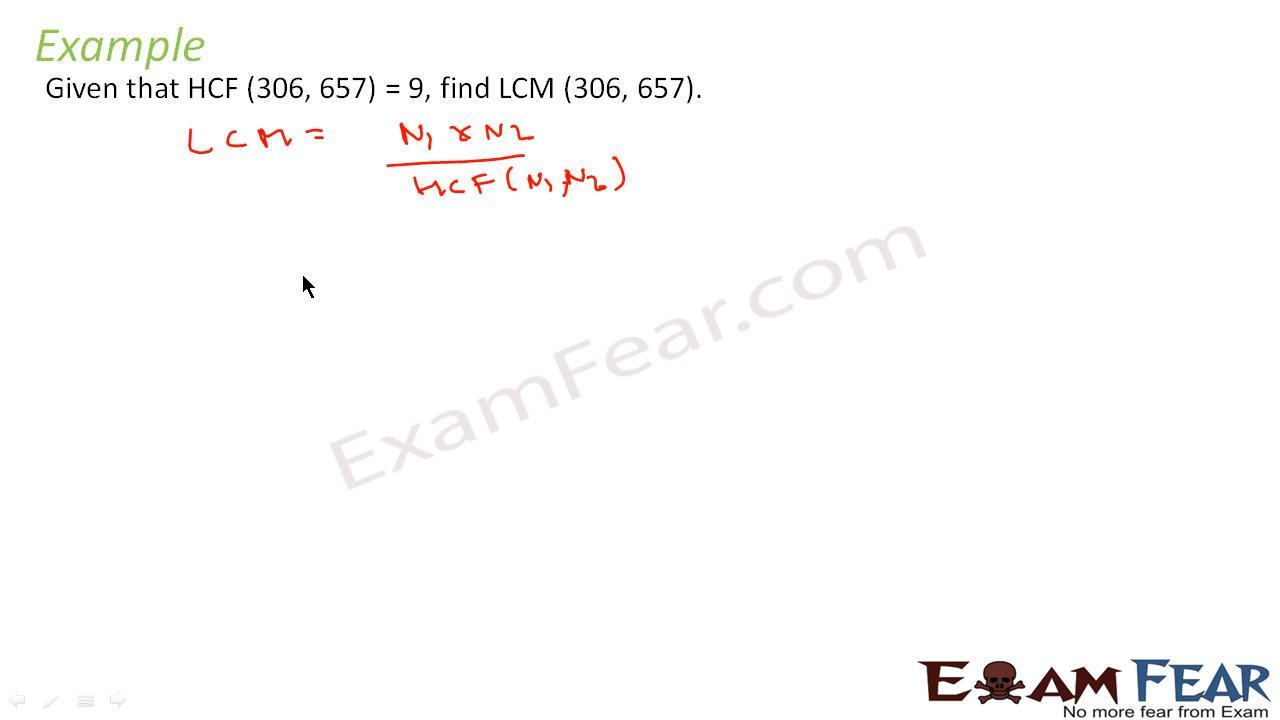 Example
Given that HCF (306, 657) = 9, find LCM (306, 657).
LCM = N1 x N2
HCF (N1, N2)
ExamFear.com
EXAM FEAR
No more fear from Exam